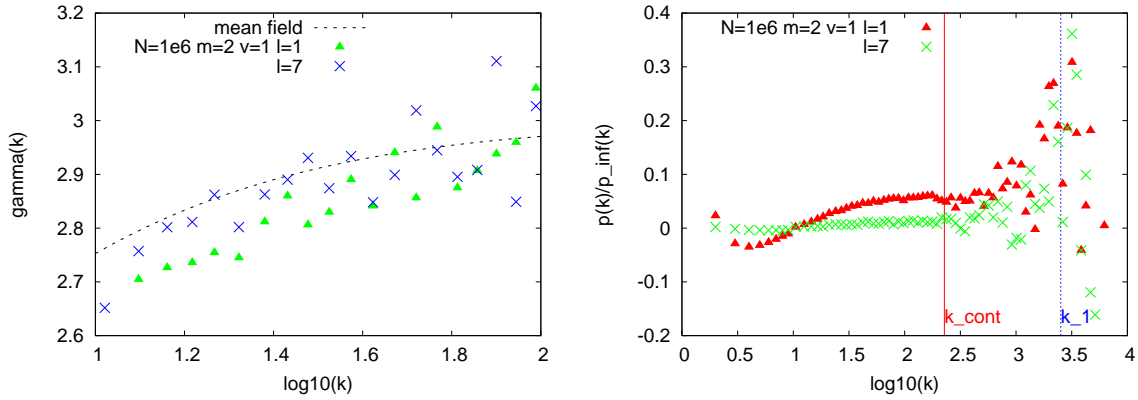 mean field
N=1e6 m=2 v=1 l=1
l=7
3.2
3.1
3
2.9
2.8
2.7
2.6
gamma(k)
1
1.2
1.4
1.6
1.8
2
log10(k)
N=1e6 m=2 v=1 l=1
l=7
0.4
0.3
0.2
0.1
0
-0.1
-0.2
p(k)/p_inf(k)
k_cont
k_1
0
0.5
1
1.5
2
2.5
3
3.5
4
log10(k)